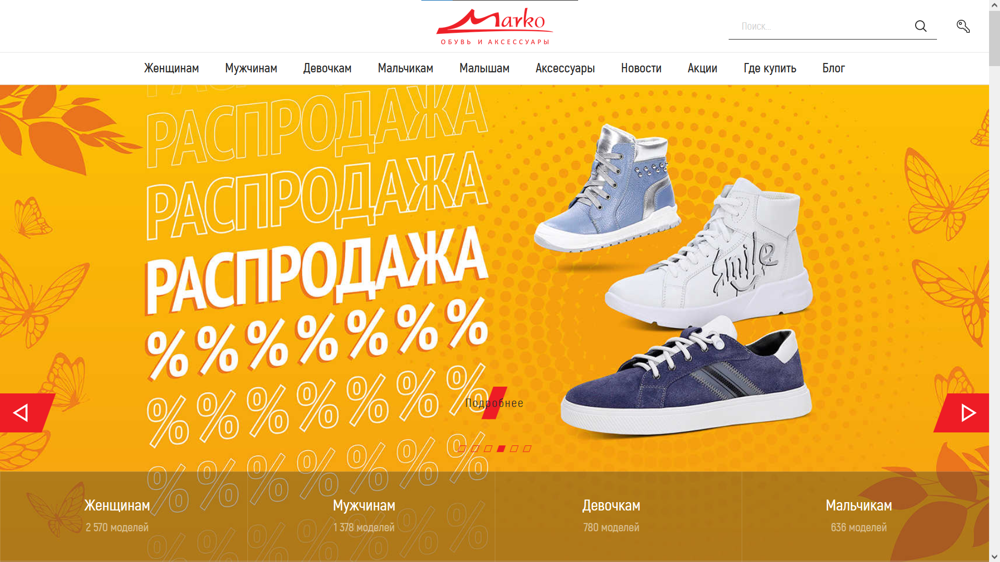 Marko
ОБУВЬ И АКСЕССУАРЫ
Поиск...
Женщинам
Мужчинам
Девочкам
Мальчикам
Малышам
Аксессуары
Новости
Акции
Где купить
Блог
РАСПРОДАЖА
РАСПРОДАЖА
РАСПРОДАЖА
%%%%%%%
%%%%%%%
%%%%%%%
%%%%%%%
smile
Подробнее
Женщинам
2 570 моделей
Мужчинам
1 378 моделей
Девочкам
780 моделей
Мальчикам
636 моделей